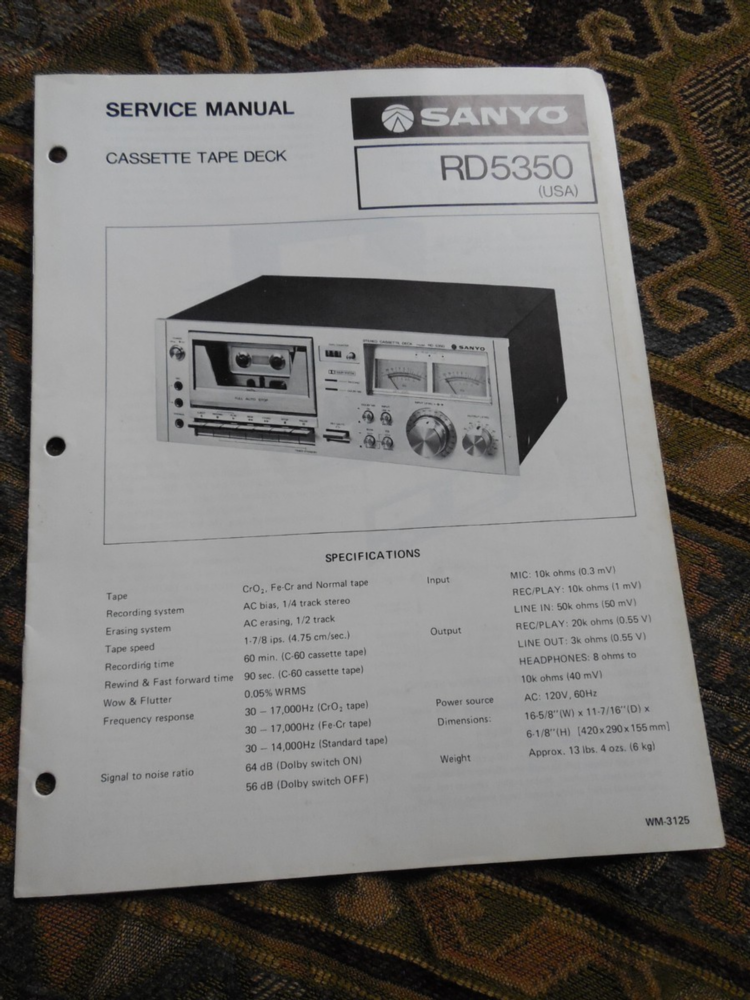 SERVICE MANUAL
SANYO
CASSETTE TAPE DECK
RD5350
(USA)
SANYO
FULL AUTO STOP
SPECIFICATIONS
Tape CrO₂, Fe-Cr and Normal tape
Recording system AC bias, 1/4 track stereo
Erasing system AC erasing, 1/2 track
Tape speed 1-7/8 ips. (4.75 cm/sec.)
Recording time 60 min. (C-60 cassette tape)
Rewind & Fast forward time 90 sec. (C-60 cassette tape)
Wow & Flutter 0.05% WRMS
Frequency response 30 – 17,000Hz (CrO₂ tape)
30 – 17,000Hz (Fe-Cr tape)
30 – 14,000Hz (Standard tape)
Signal to noise ratio 64 dB (Dolby switch ON)
56 dB (Dolby switch OFF)
Input MIC: 10k ohms (0.3 mV)
REC/PLAY: 10k ohms (1 mV)
LINE IN: 50k ohms (50 mV)
Output REC/PLAY: 20k ohms (0.55 V)
LINE OUT: 3k ohms (0.55 V)
HEADPHONES: 8 ohms to
10k ohms (40 mV)
Power source AC: 120V, 60Hz
Dimensions: 16-5/8''(W) x 11-7/16''(D) x
6-1/8''(H) [420x290x155mm]
Weight Approx. 13 lbs. 4 ozs. (6 kg)
WM-3125